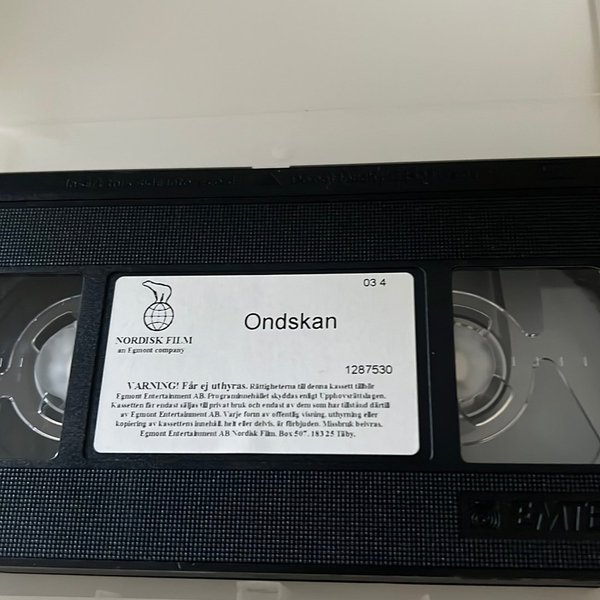 03 4
Ondskan
NORDISK FILM
an Egmont company
1287530
VARNING! Får ej uthyras. Rättigheterna till denna kassett tillhör
Egmont Entertainment AB. Programinnehållet skyddas enligt Upphovsrättslagen.
Kassetten får endast säljas till privat bruk och endast av dem som har tillstånd därtill
av Egmont Entertainment AB. Varje form av offentlig visning, uthyrning eller
kopiering av kassettens innehåll, helt eller delvis, är förbjuden. Missbruk beivras.
Egmont Entertainment AB Nordisk Film. Box 507, 183 25 Täby.